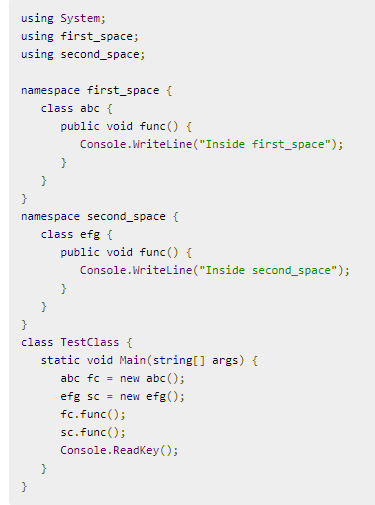 using System;
using first_space;
using second_space;

namespace first_space {
   class abc {
      public void func() {
         Console.WriteLine("Inside first_space");
      }
   }
}
namespace second_space {
   class efg {
      public void func() {
         Console.WriteLine("Inside second_space");
      }
   }
}
class TestClass {
   static void Main(string[] args) {
      abc fc = new abc();
      efg sc = new efg();
      fc.func();
      sc.func();
      Console.ReadKey();
   }
}